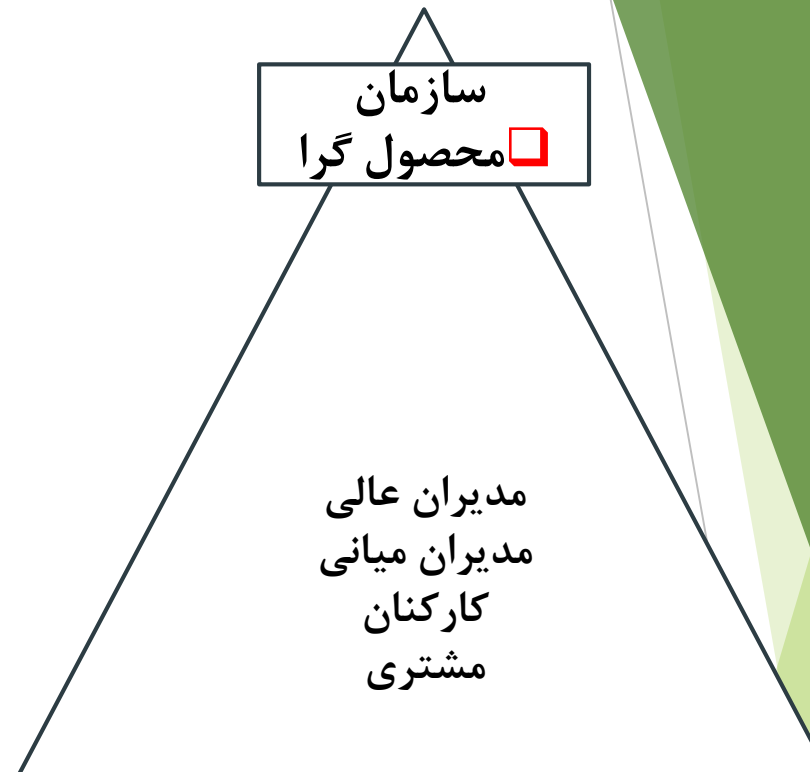 سازمان
محصول گرا
مدیران عالی
مدیران میانی
کارکنان
مشتری